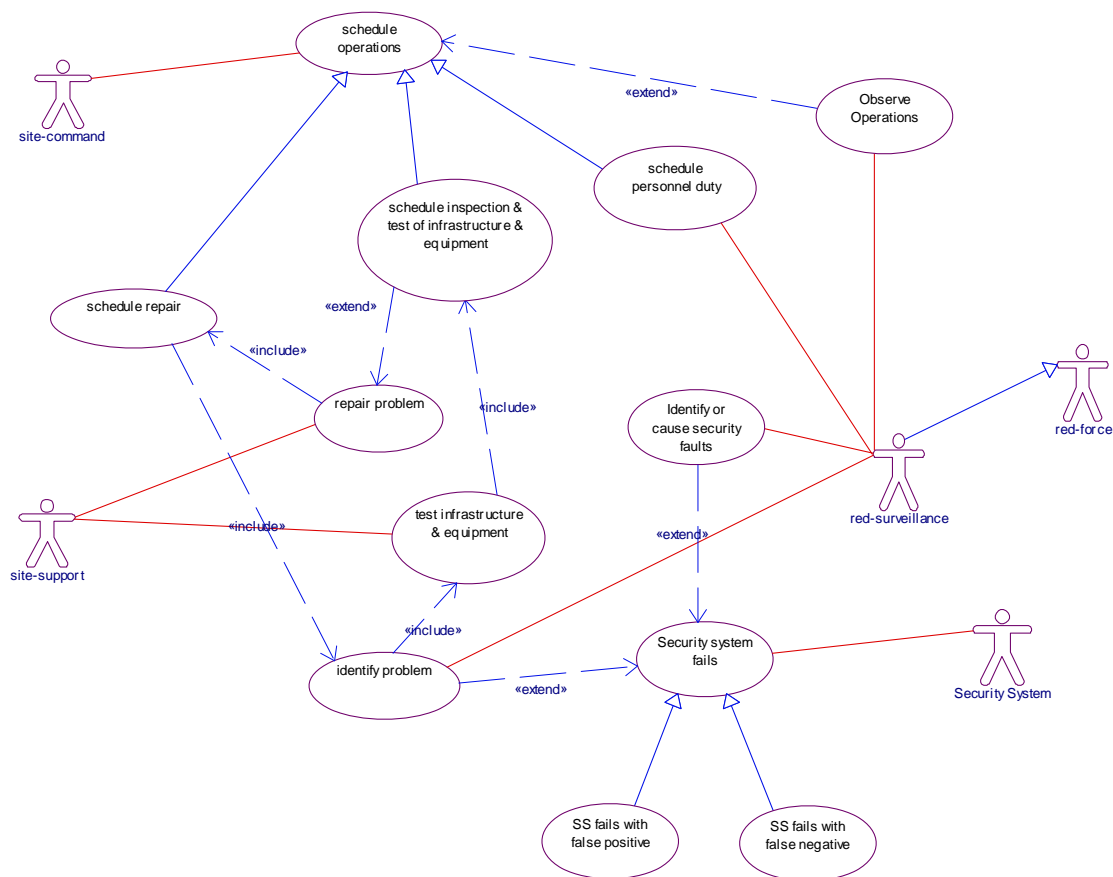 schedule
operations
«extend»
Observe
Operations
site-command
schedule
personnel duty
schedule inspection &
test of infrastructure &
equipment
schedule repair
«extend»
«include»
repair problem
«include»
Identify or
cause security
faults
red-force
red-surveillance
test infrastructure
& equipment
«include»
«extend»
site-support
«include»
identify problem
«extend»
Security system
fails
Security System
SS fails with
false positive
SS fails with
false negative